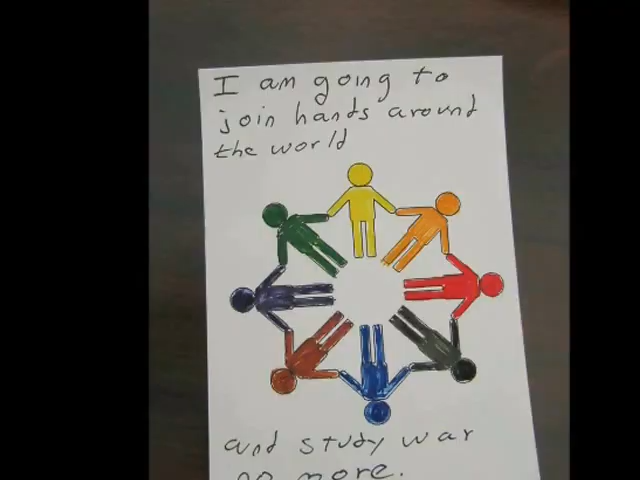 I am going to
join hands around
the world
and study war
no more.